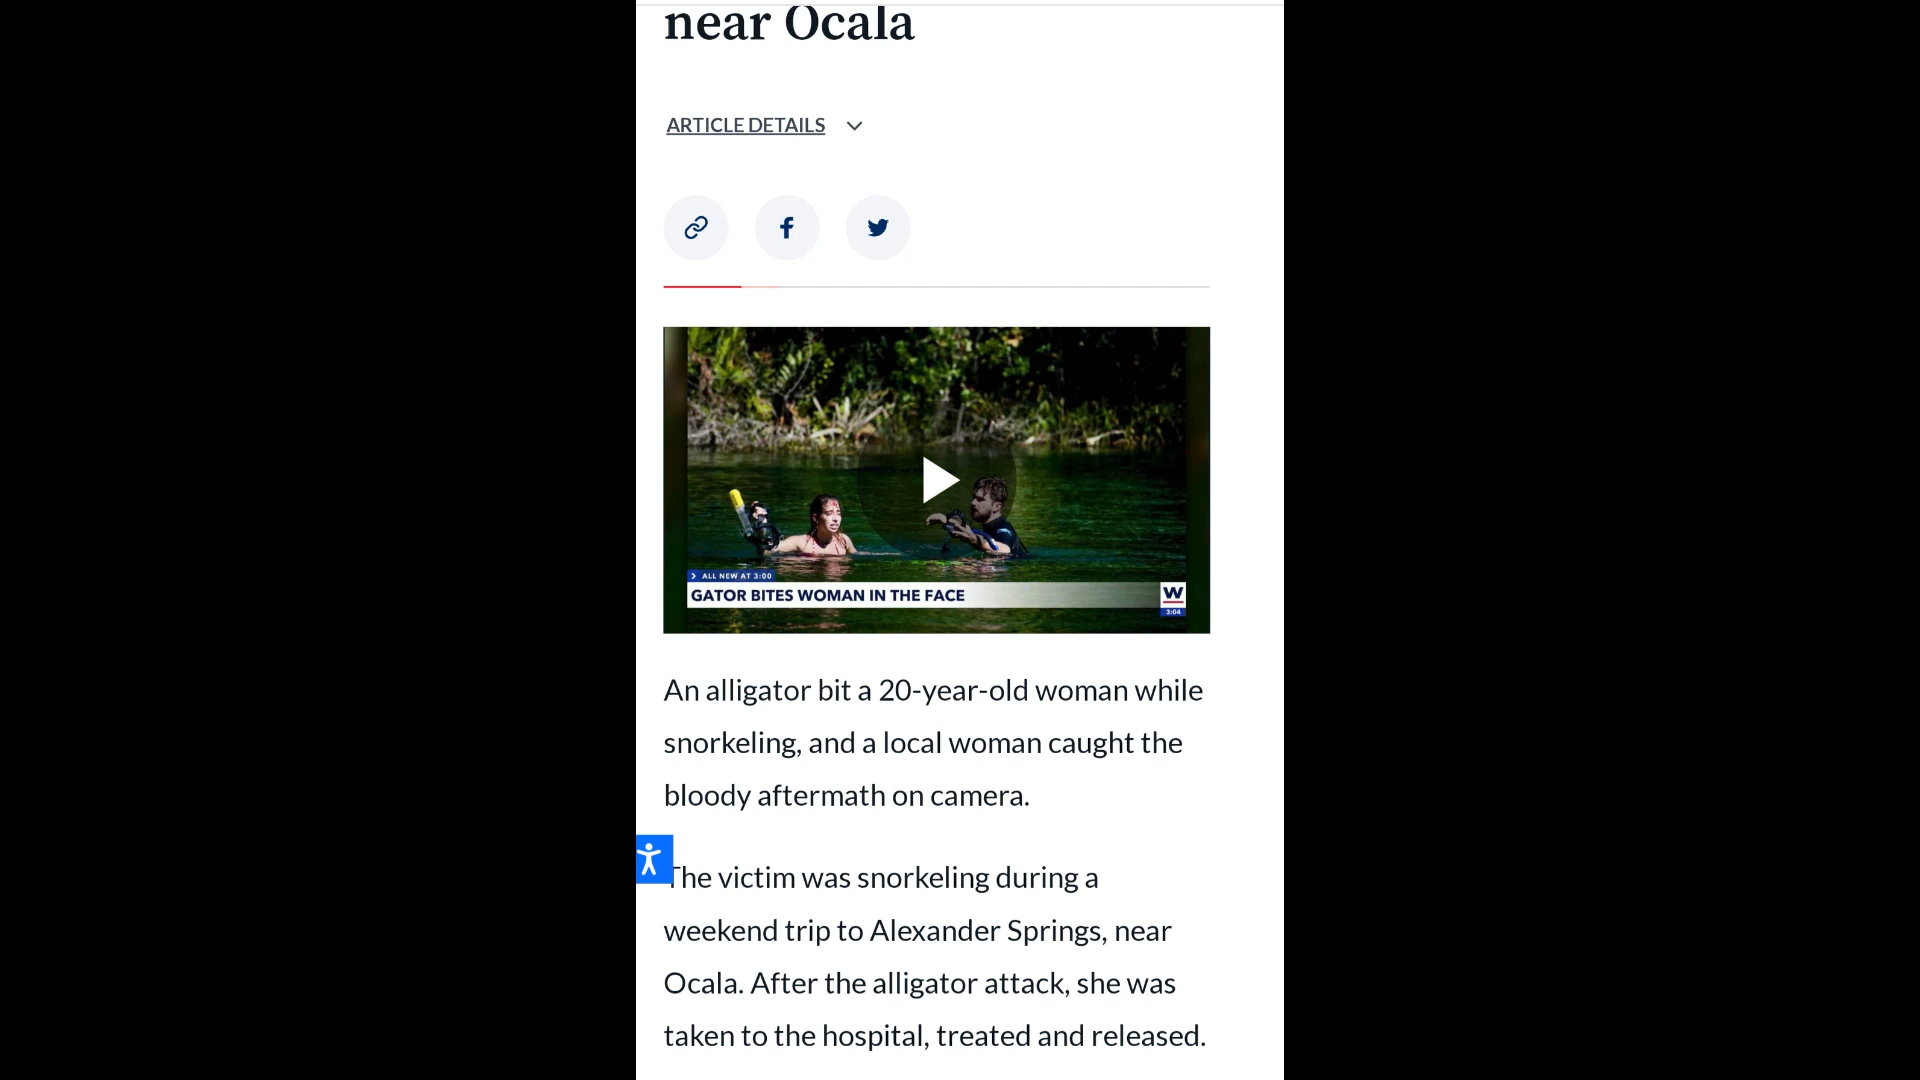 near Ocala
ARTICLE DETAILS
ALL NEW AT 3:00
GATOR BITES WOMAN IN THE FACE
W
3:04
An alligator bit a 20-year-old woman while
snorkeling, and a local woman caught the
bloody aftermath on camera.
The victim was snorkeling during a
weekend trip to Alexander Springs, near
Ocala. After the alligator attack, she was
taken to the hospital, treated and released.